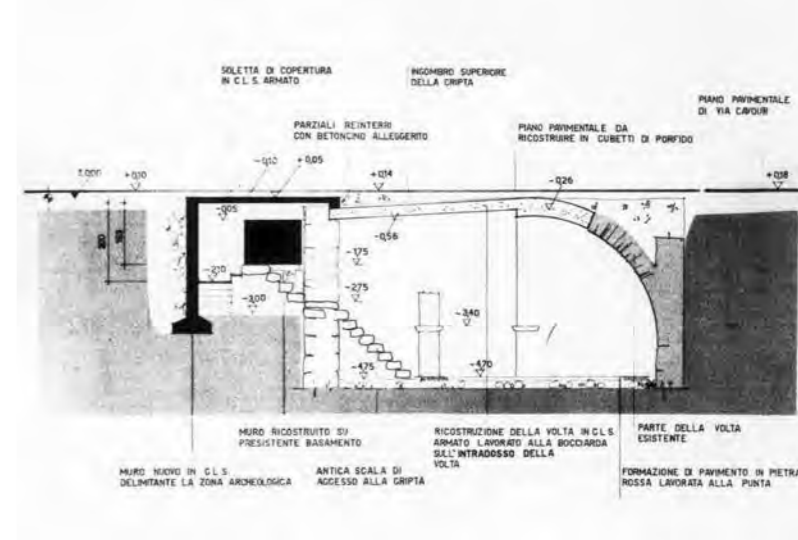 SOLETTA DI COPERTURA
IN C L S. ARMATO
INGOMBRO SUPERIORE
DELLA CRIPTA
PIANO PAVIMENTALE
DI VIA CAVOUR
PARZIALI REINTERRI
CON BETONCINO ALLEGGERITO
PIANO PAVIMENTALE DA
RICOSTRUIRE IN CUBETTI DI PORFIDO
+0,10
-0,10
+0,05
+0,14
-0,26
+0,18
-0,05
-0,56
-1,75
-2,10
-2,75
-3,00
-3,40
-4,75
-4,70
MURO RICOSTRUITO SU
PRESISTENTE BASAMENTO
RICOSTRUZIONE DELLA VOLTA IN C L S.
ARMATO LAVORATO ALLA BOCCIARDA
SULL'INTRADOSSO DELLA
VOLTA
PARTE DELLA VOLTA
ESISTENTE
MURO NUOVO IN C L S.
DELIMITANTE LA ZONA ARCHEOLOGICA
ANTICA SCALA DI
ACCESSO ALLA CRIPTA
FORMAZIONE DI PAVIMENTO IN PIETRA
ROSSA LAVORATA ALLA PUNTA